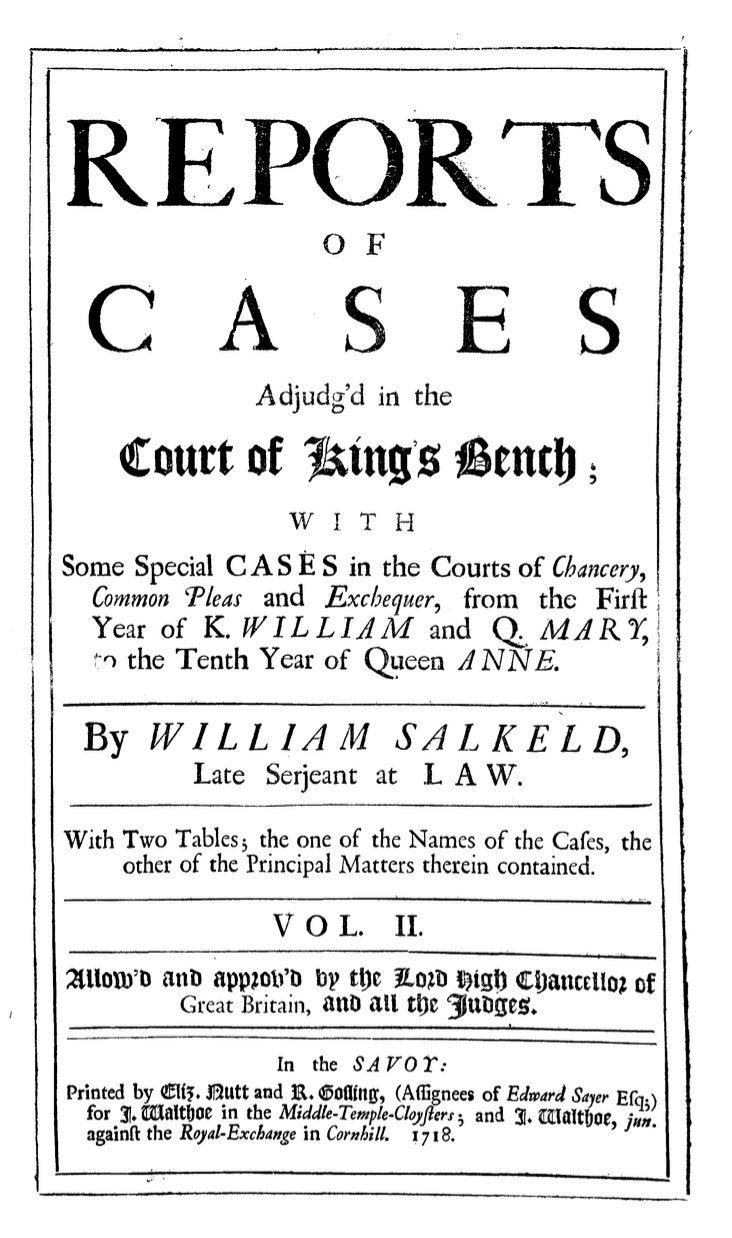 REPORTS
OF
CASES
Adjudg'd in the
Court of King's Bench;
WITH
Some Special CASES in the Courts of Chancery,
Common Pleas and Exchequer, from the Firſt
Year of K. WILLIAM and Q. MARY,
to the Tenth Year of Queen ANNE.
By WILLIAM SALKELD,
Late Serjeant at LAW.
With Two Tables; the one of the Names of the Caſes, the
other of the Principal Matters therein contained.
VOL. II.
Allow'd and approv'd by the Lord High Chancellor of
Great Britain, and all the Judges.
In the SAVOY:
Printed by Eliz. Nutt and R. Goſling, (Aſſignees of Edward Sayer Eſq;)
for J. Walthoe in the Middle-Temple-Cloyſters; and J. Walthoe, jun.
againſt the Royal-Exchange in Cornhill. 1718.